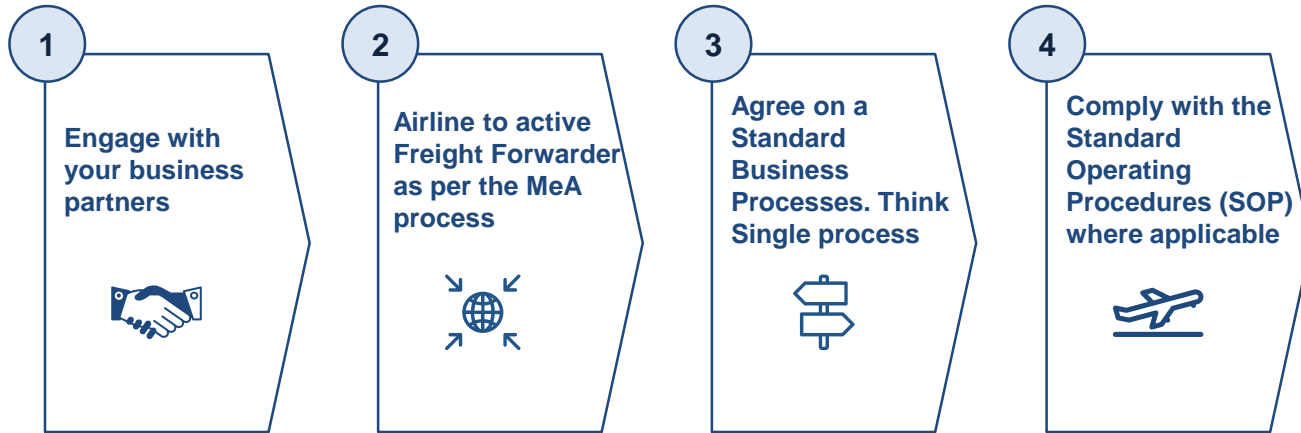 1
Engage with
your business
partners
2
Airline to active
Freight Forwarder
as per the MeA
process
3
Agree on a
Standard
Business
Processes. Think
Single process
4
Comply with the
Standard
Operating
Procedures (SOP)
where applicable